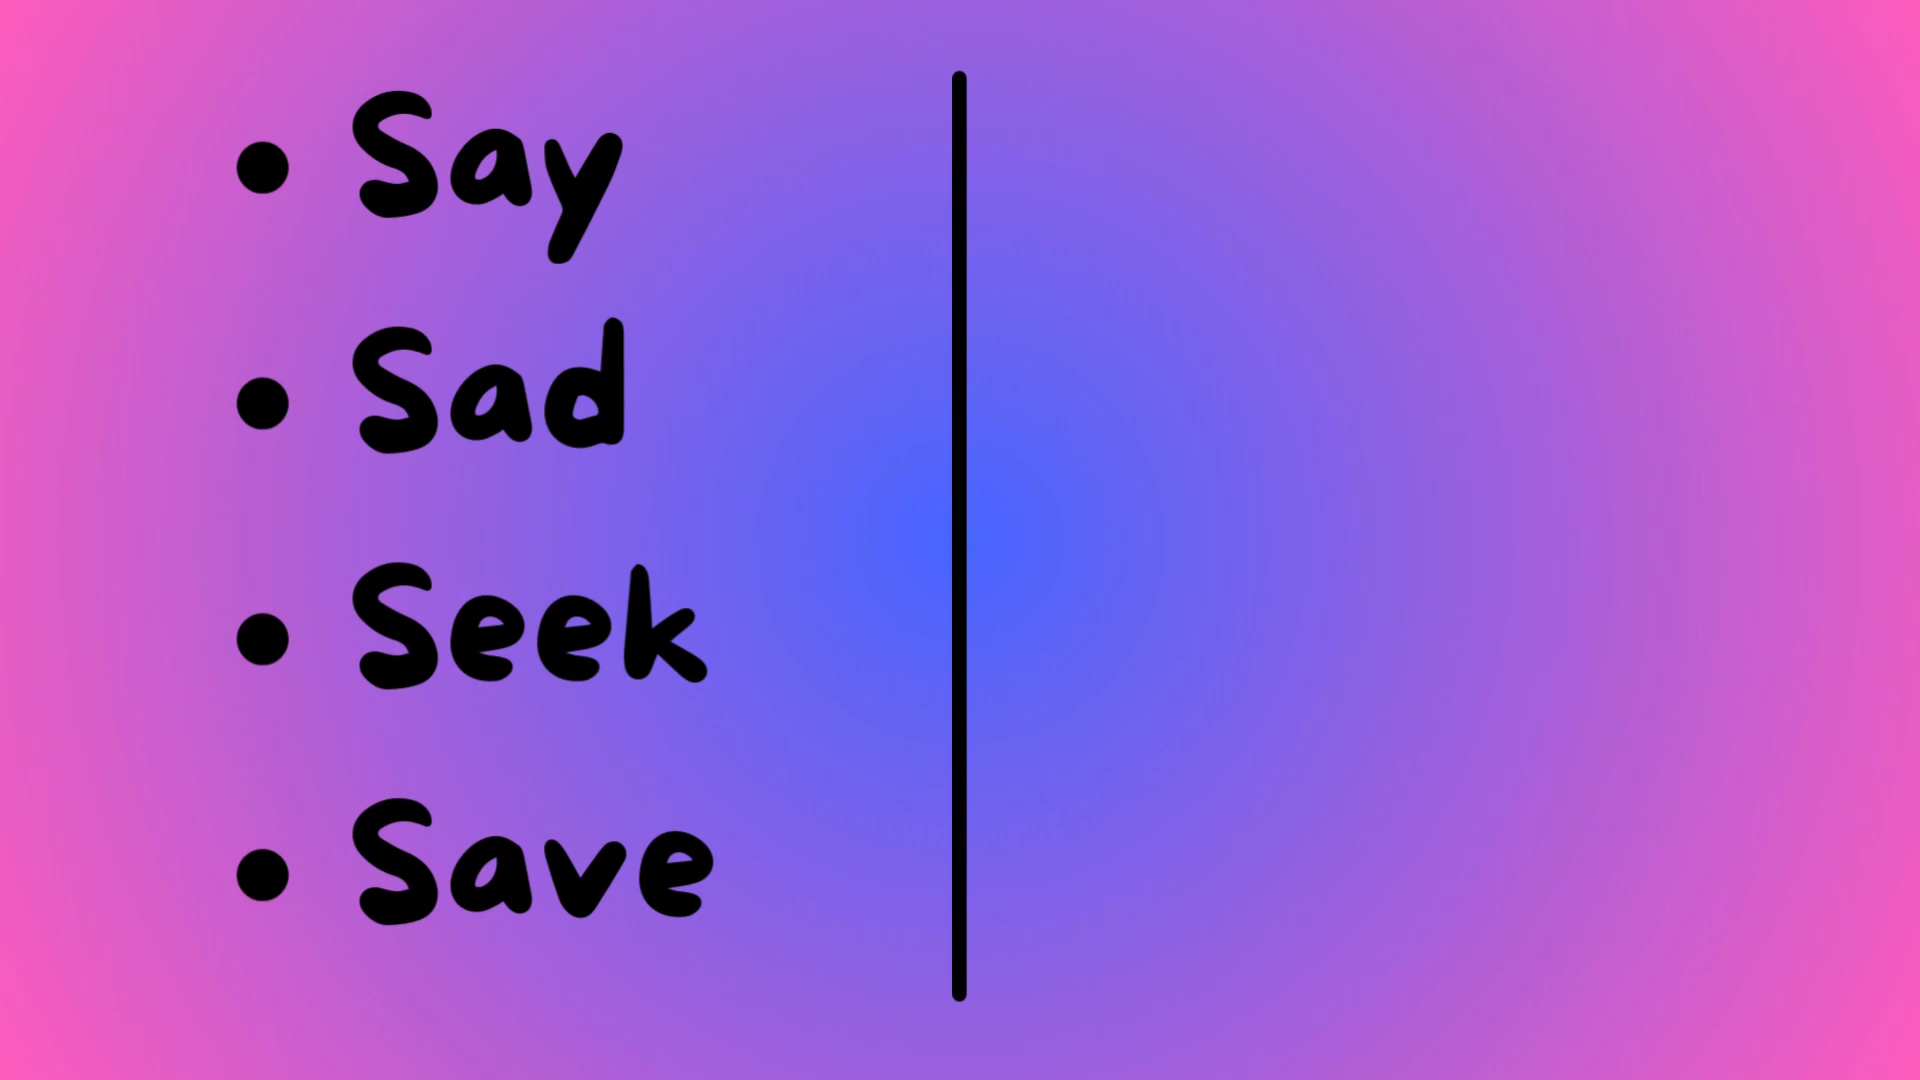 • Say
• Sad
• Seek
• Save